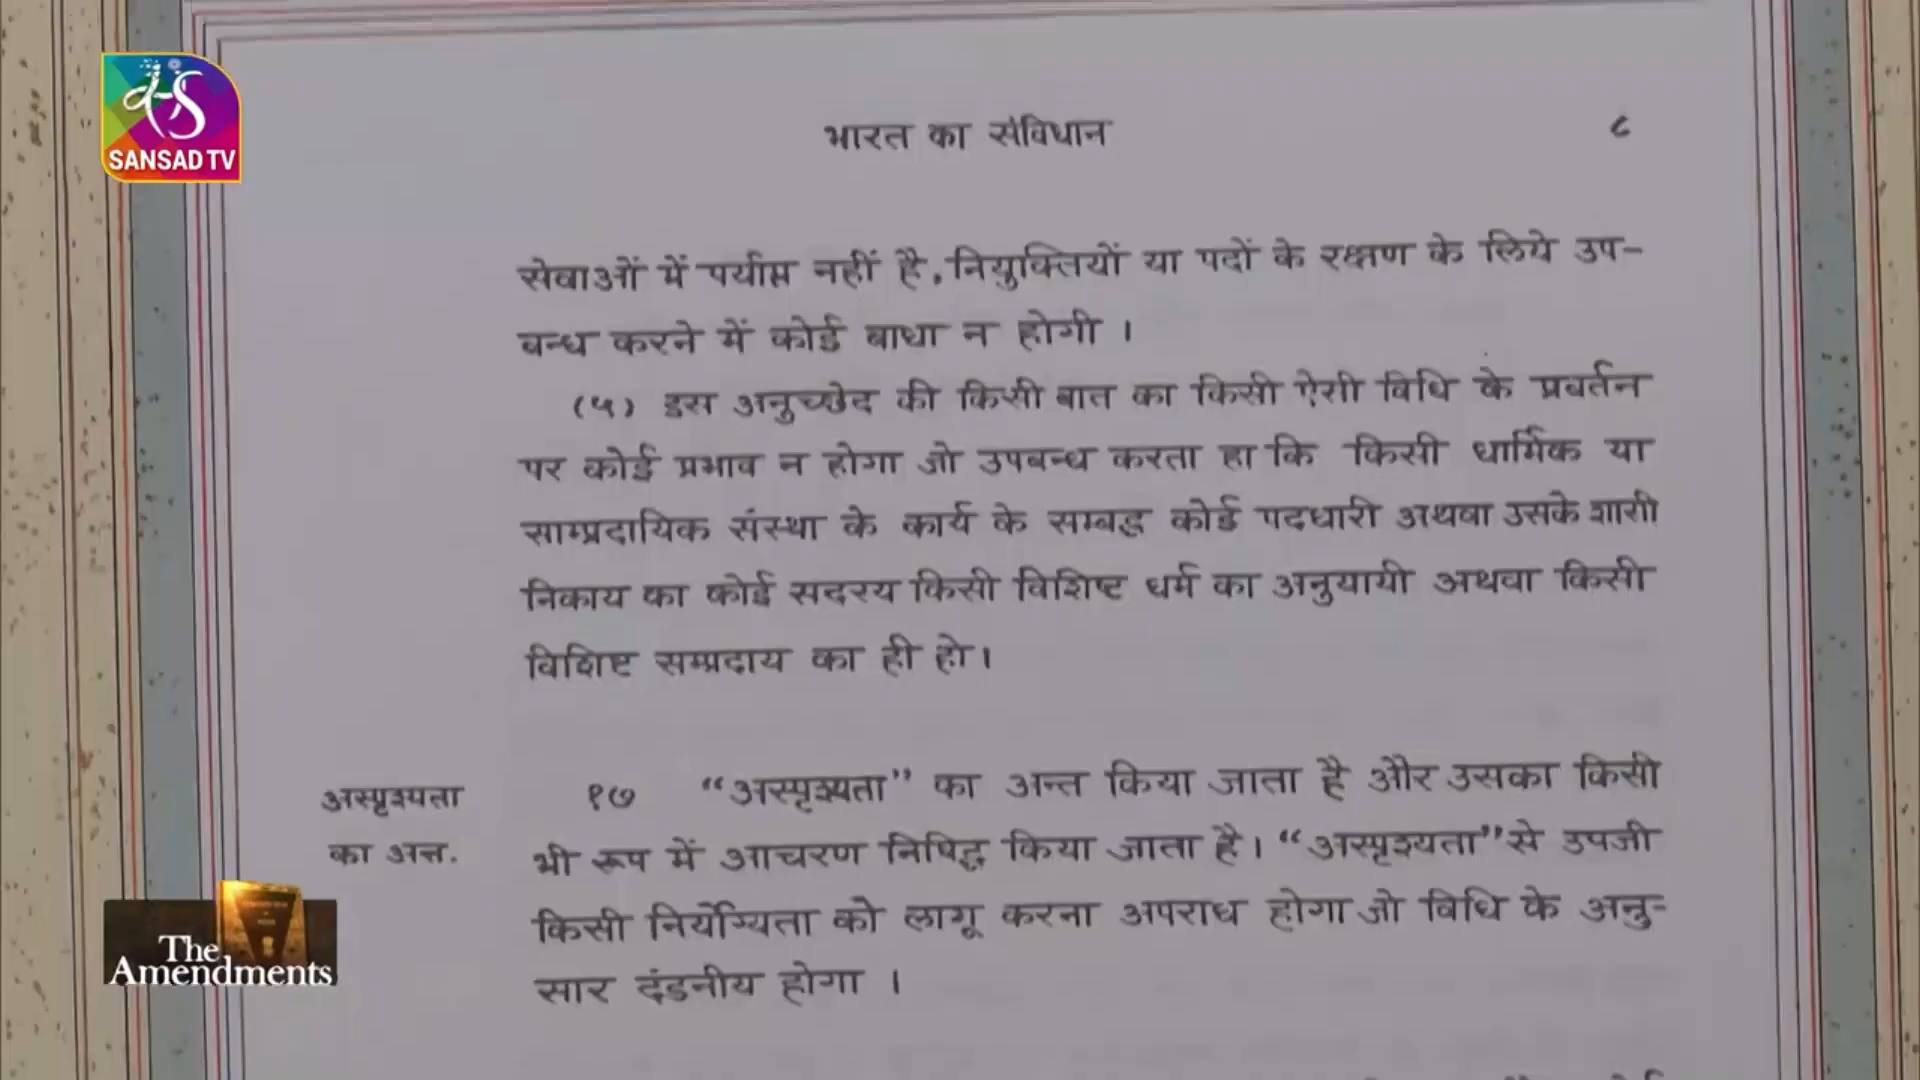 SANSAD TV
भारत का संविधान
८
सेवाओं में पर्याप्त नहीं है, नियुक्तियों या पदों के रक्षण के लिये उप-
बन्ध करने में कोई बाधा न होगी ।
(५) इस अनुच्छेद की किसी बात का किसी ऐसी विधि के प्रवर्तन
पर कोई प्रभाव न होगा जो उपबन्ध करता हा कि किसी धार्मिक या
साम्प्रदायिक संस्था के कार्य के सम्बद्ध कोई पदधारी अथवा उसके शासी
निकाय का कोई सदस्य किसी विशिष्ट धर्म का अनुयायी अथवा किसी
विशिष्ट सम्प्रदाय का ही हो।
अस्पृश्यता
का अन्त.
१७ “अस्पृश्यता” का अन्त किया जाता है और उसका किसी
भी रूप में आचरण निषिद्ध किया जाता है। “अस्पृश्यता” से उपजी
किसी निर्योग्यता को लागू करना अपराध होगा जो विधि के अनु-
सार दंडनीय होगा ।
The
Amendments